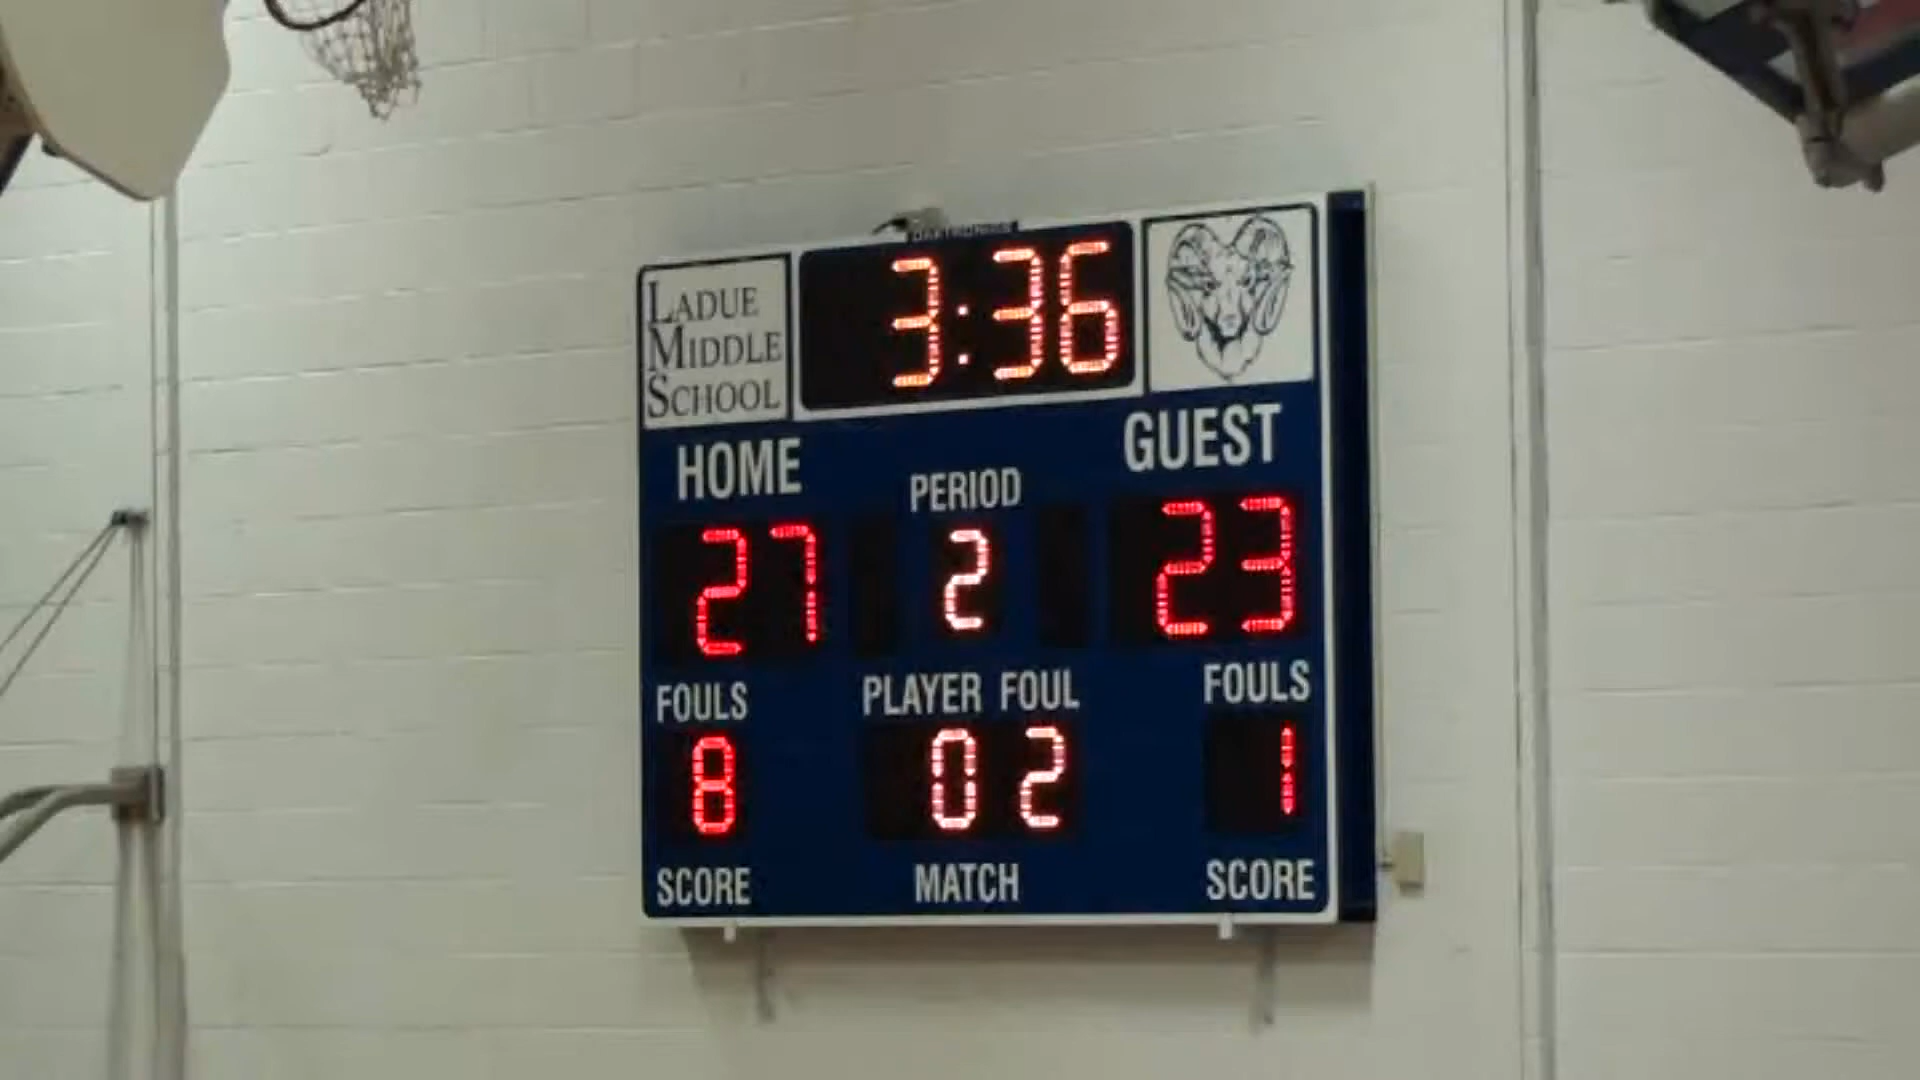 DAKTRONICS
LADUE
MIDDLE
SCHOOL
3:36
HOME
GUEST
PERIOD
27
2
23
FOULS
PLAYER FOUL
FOULS
8
0 2
1
SCORE
MATCH
SCORE